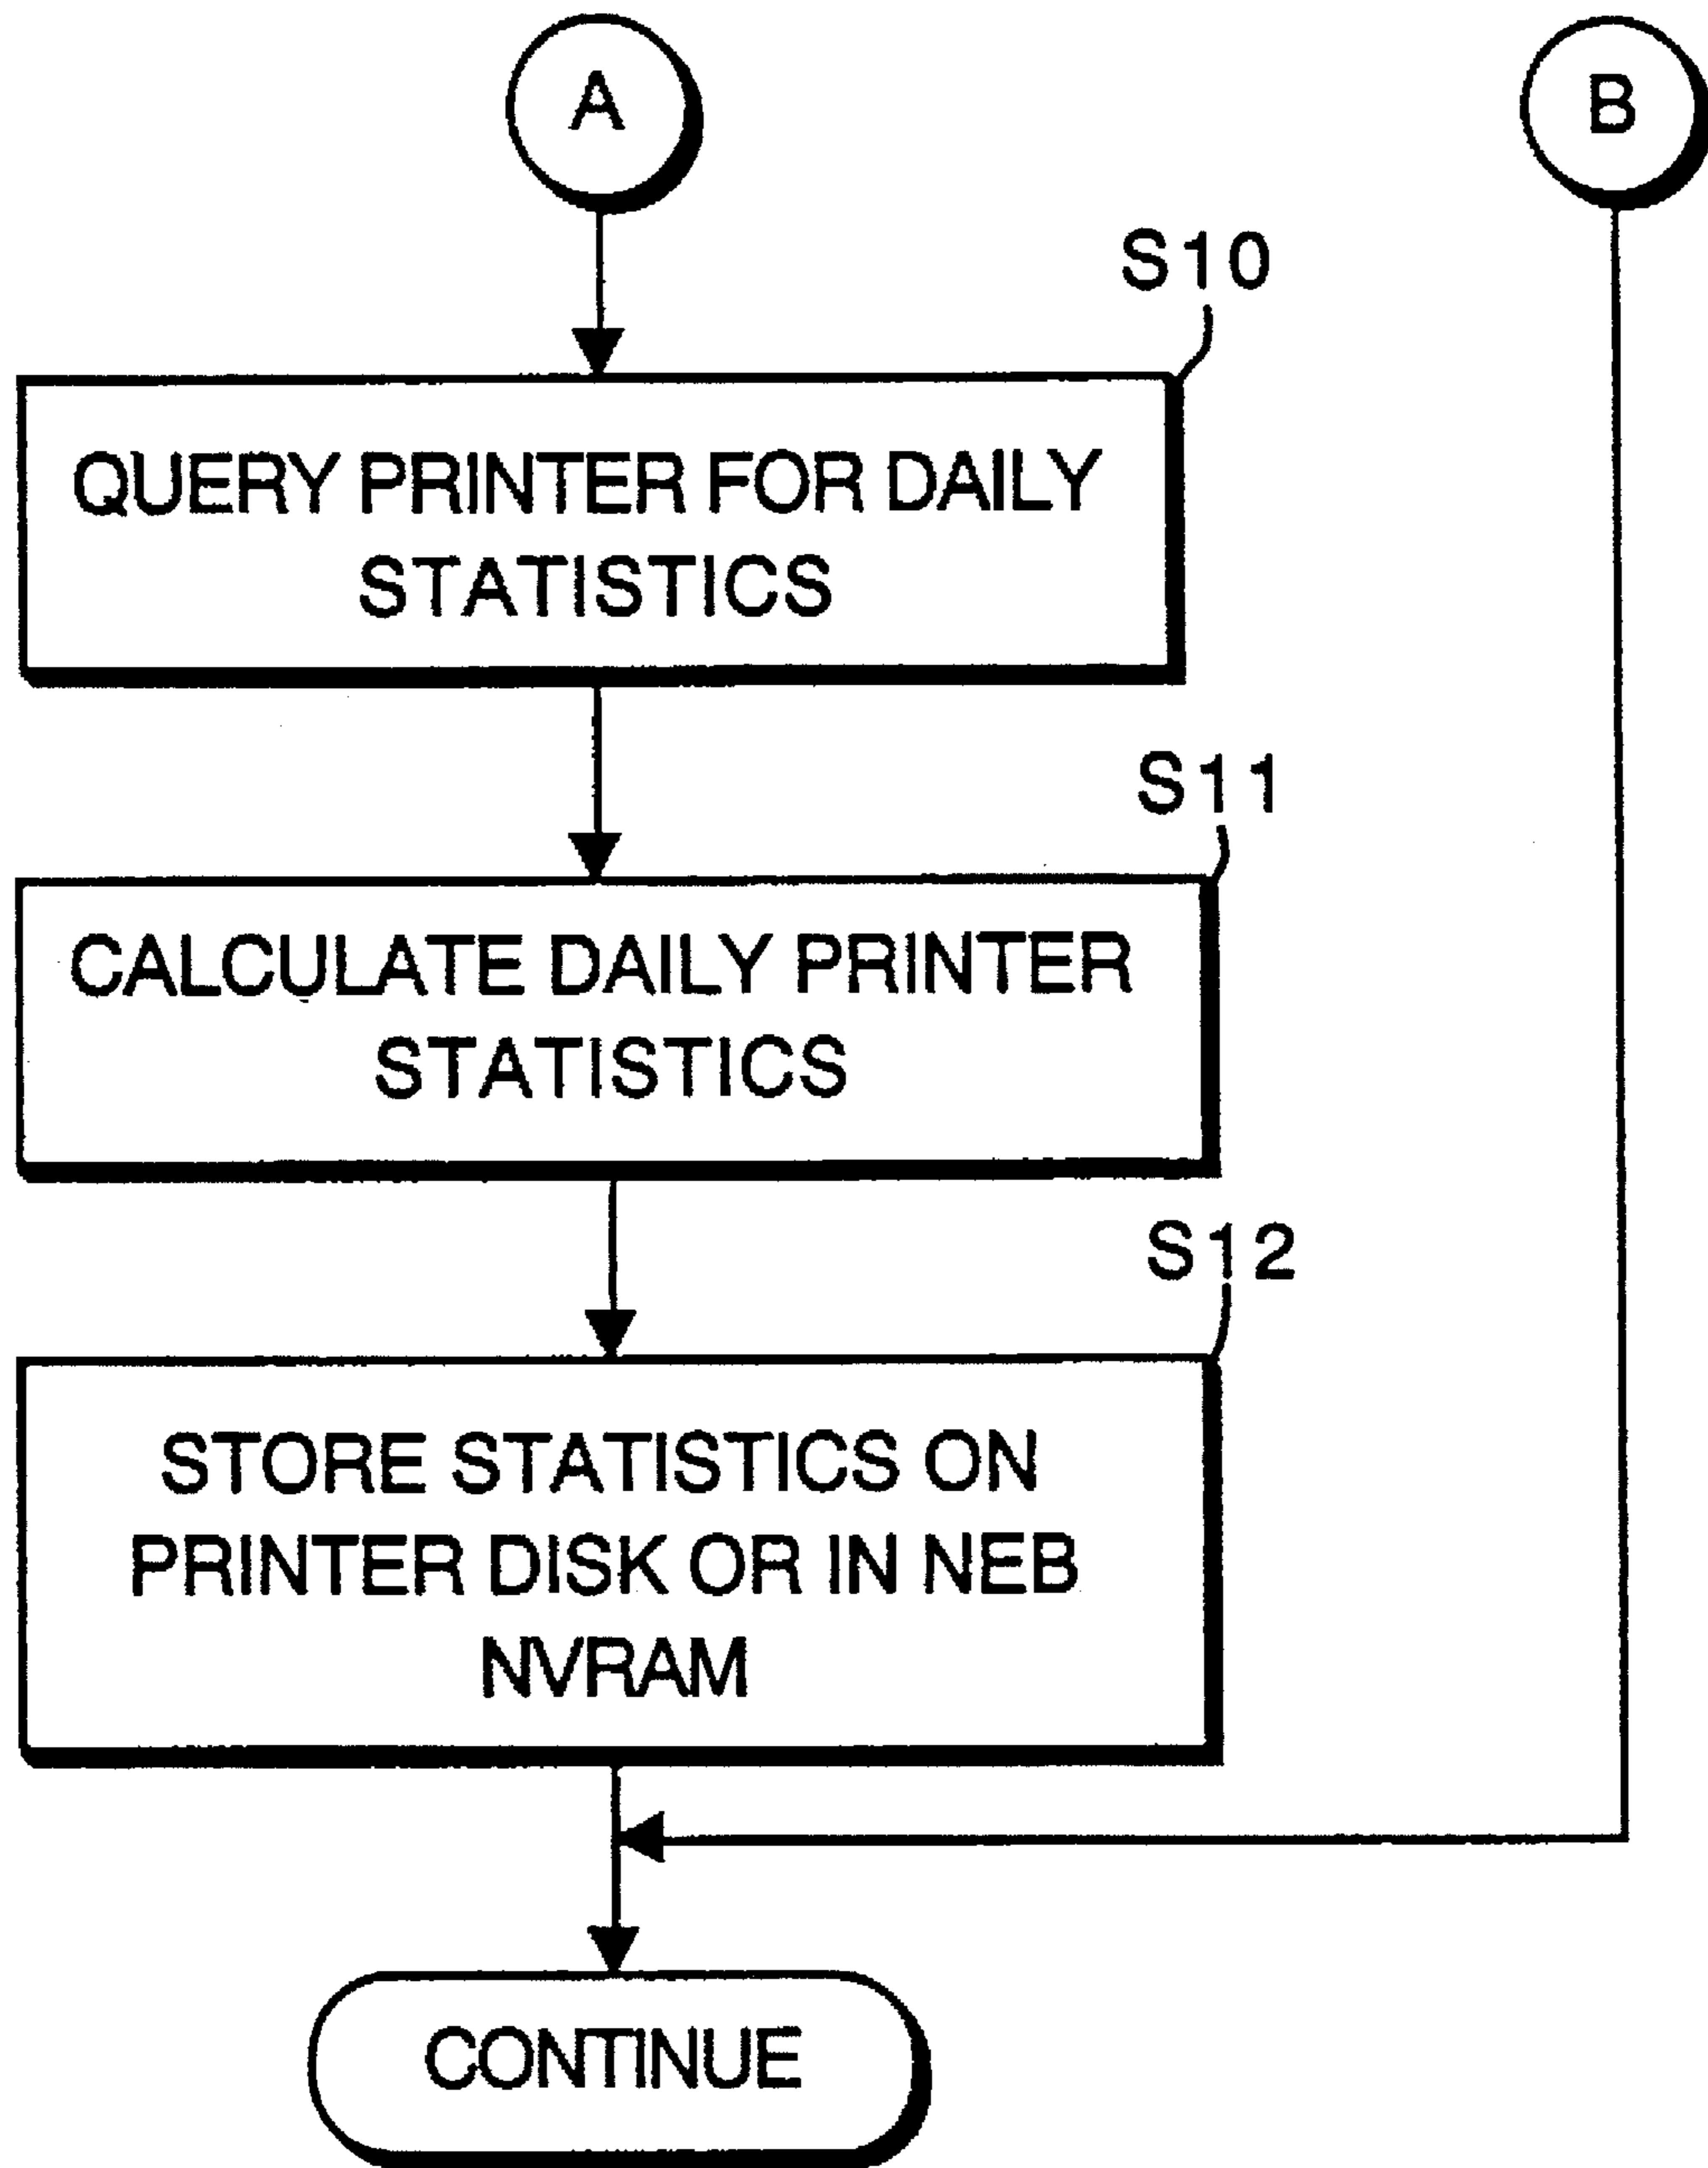 A
B
S10
QUERY PRINTER FOR DAILY
STATISTICS
S11
CALCULATE DAILY PRINTER
STATISTICS
S12
STORE STATISTICS ON
PRINTER DISK OR IN NEB
NVRAM
CONTINUE